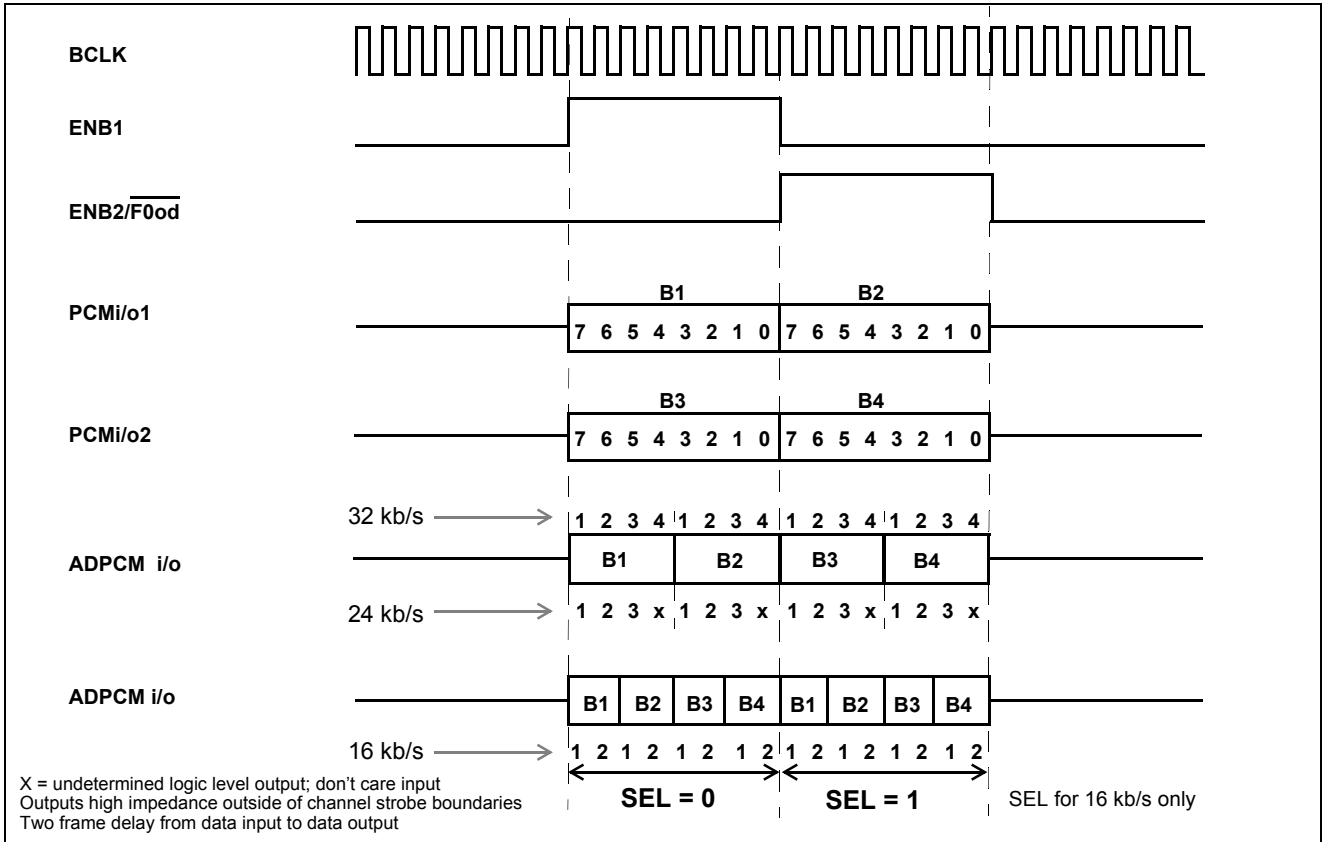 BCLK
ENB1
ENB2/F0od
B1 B2
PCMi/o1
7 6 5 4 3 2 1 0 7 6 5 4 3 2 1 0
B3 B4
PCMi/o2
7 6 5 4 3 2 1 0 7 6 5 4 3 2 1 0
32 kb/s 1 2 3 4 1 2 3 4 1 2 3 4 1 2 3 4
ADPCM i/o B1 B2 B3 B4
24 kb/s 1 2 3 x 1 2 3 x 1 2 3 x 1 2 3 x
ADPCM i/o B1 B2 B3 B4 B1 B2 B3 B4
16 kb/s 1 2 1 2 1 2 1 2 1 2 1 2 1 2 1 2
X = undetermined logic level output; don't care input
Outputs high impedance outside of channel strobe boundaries
Two frame delay from data input to data output
SEL = 0 SEL = 1 SEL for 16 kb/s only